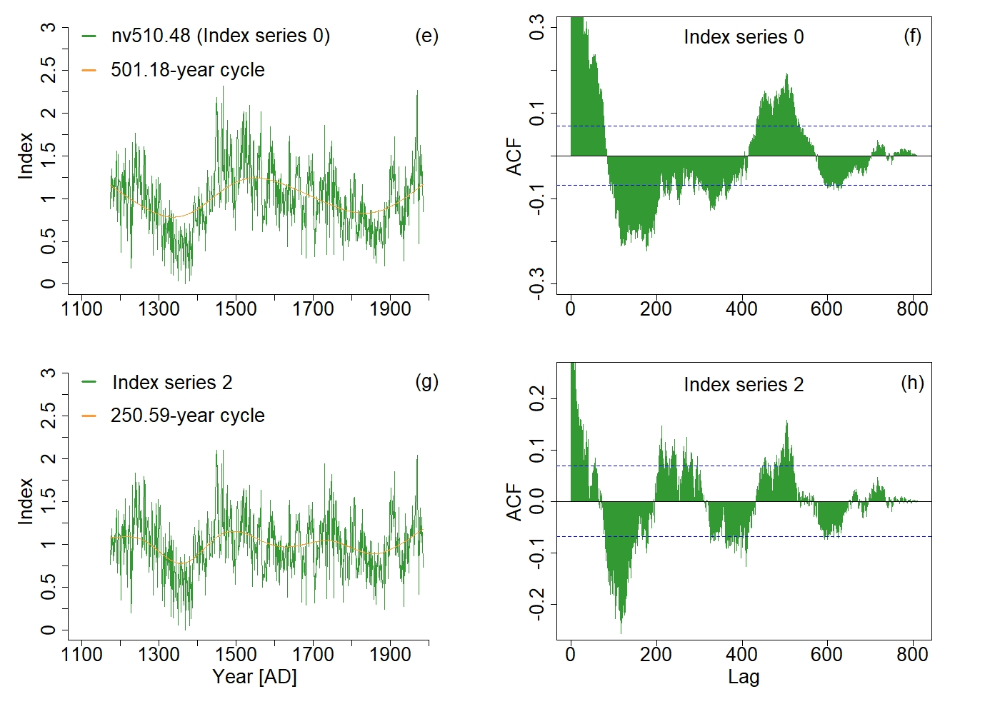 nv510.48 (Index series 0)
501.18-year cycle
(e)
3
2.5
2
1.5
1
0.5
0
Index
1100
1300
1500
1700
1900
Index series 0
(f)
0.3
0.1
-0.1
-0.3
ACF
0
200
400
600
800
Index series 2
250.59-year cycle
(g)
3
2.5
2
1.5
1
0.5
0
Index
1100
1300
1500
1700
1900
Year [AD]
Index series 2
(h)
0.2
0.1
0.0
-0.1
-0.2
ACF
0
200
400
600
800
Lag